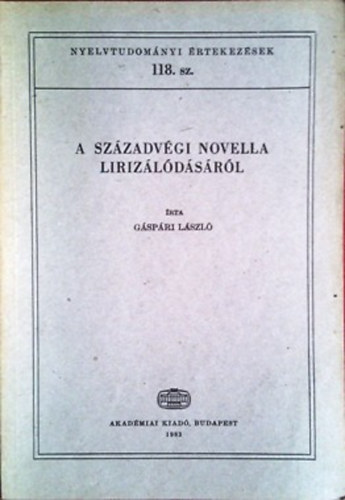 NYELVTUDOMÁNYI ÉRTEKEZÉSEK
118. sz.
A SZÁZADVÉGI NOVELLA
LIRIZÁLÓDÁSÁRÓL
ÍRTA
GÁSPÁRI LÁSZLÓ
AKADÉMIAI KIADÓ, BUDAPEST
1983